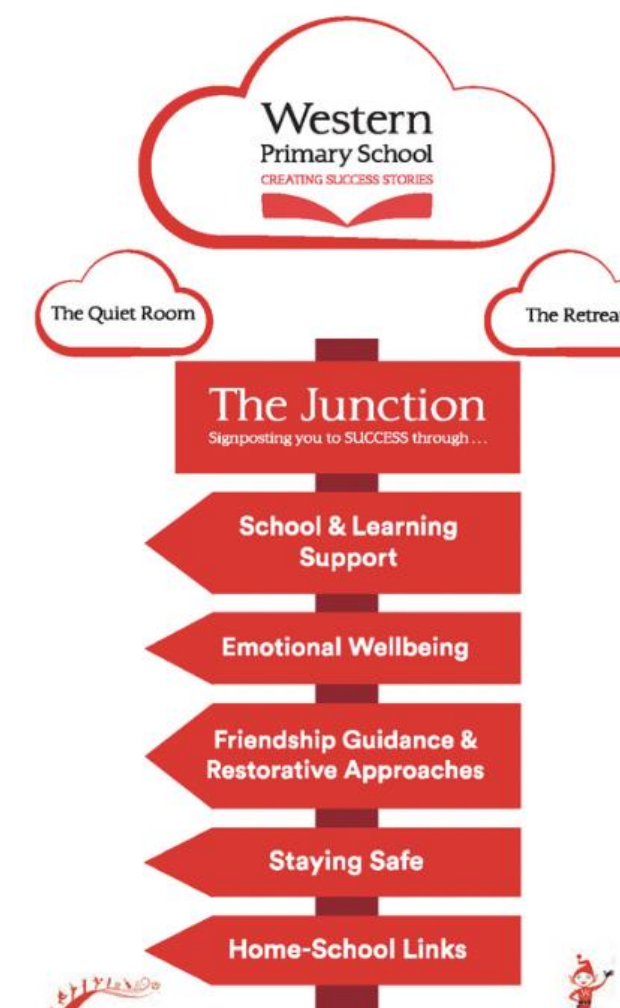 Western
Primary School
CREATING SUCCESS STORIES
The Quiet Room
The Retreat
The Junction
Signposting you to SUCCESS through ...
School & Learning
Support
Emotional Wellbeing
Friendship Guidance &
Restorative Approaches
Staying Safe
Home-School Links